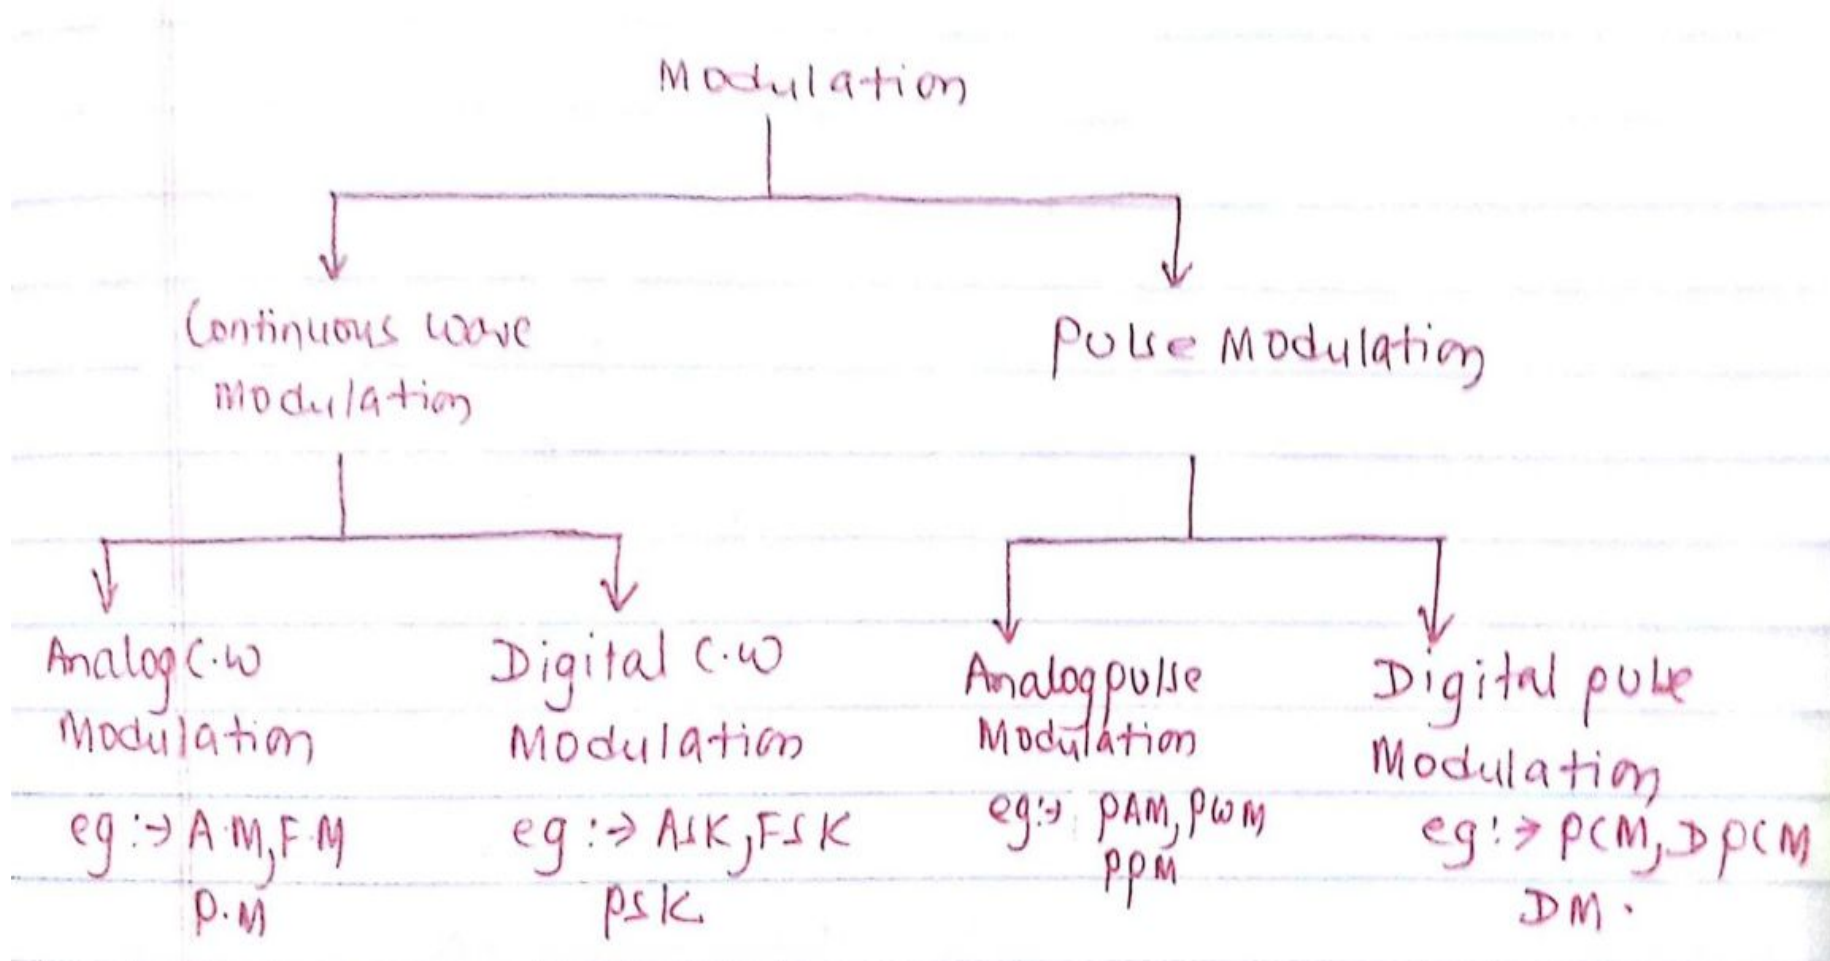 Modulation
Continuous wave
Modulation
Pulse Modulation
Analog C.W
Modulation
eg :→ A.M, F.M
P.M
Digital C.W
Modulation
eg :→ ASK, FSK
PSK
Analog pulse
Modulation
eg :→ PAM, PWM
PPM
Digital pulse
Modulation
eg :→ PCM, DPCM
DM.